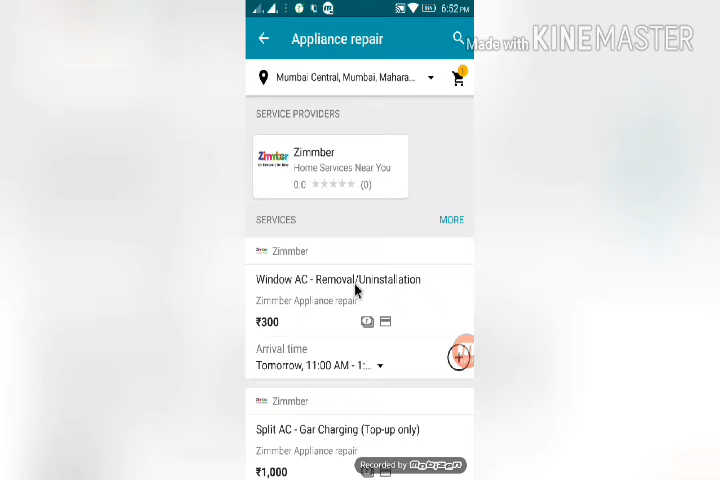 6:52 PM
Appliance repair
Made with KINEMASTER
Mumbai Central, Mumbai, Mahara...
SERVICE PROVIDERS
Zimmber
Zimmber
Home Services Near You
0.0 ★★★★★ (0)
SERVICES MORE
Zimmber
Window AC - Removal/Uninstallation
Zimmber Appliance repair
₹300
Arrival time
Tomorrow, 11:00 AM - 1:...
Zimmber
Split AC - Gar Charging (Top-up only)
Zimmber Appliance repair
₹1,000
Recorded by mobizen